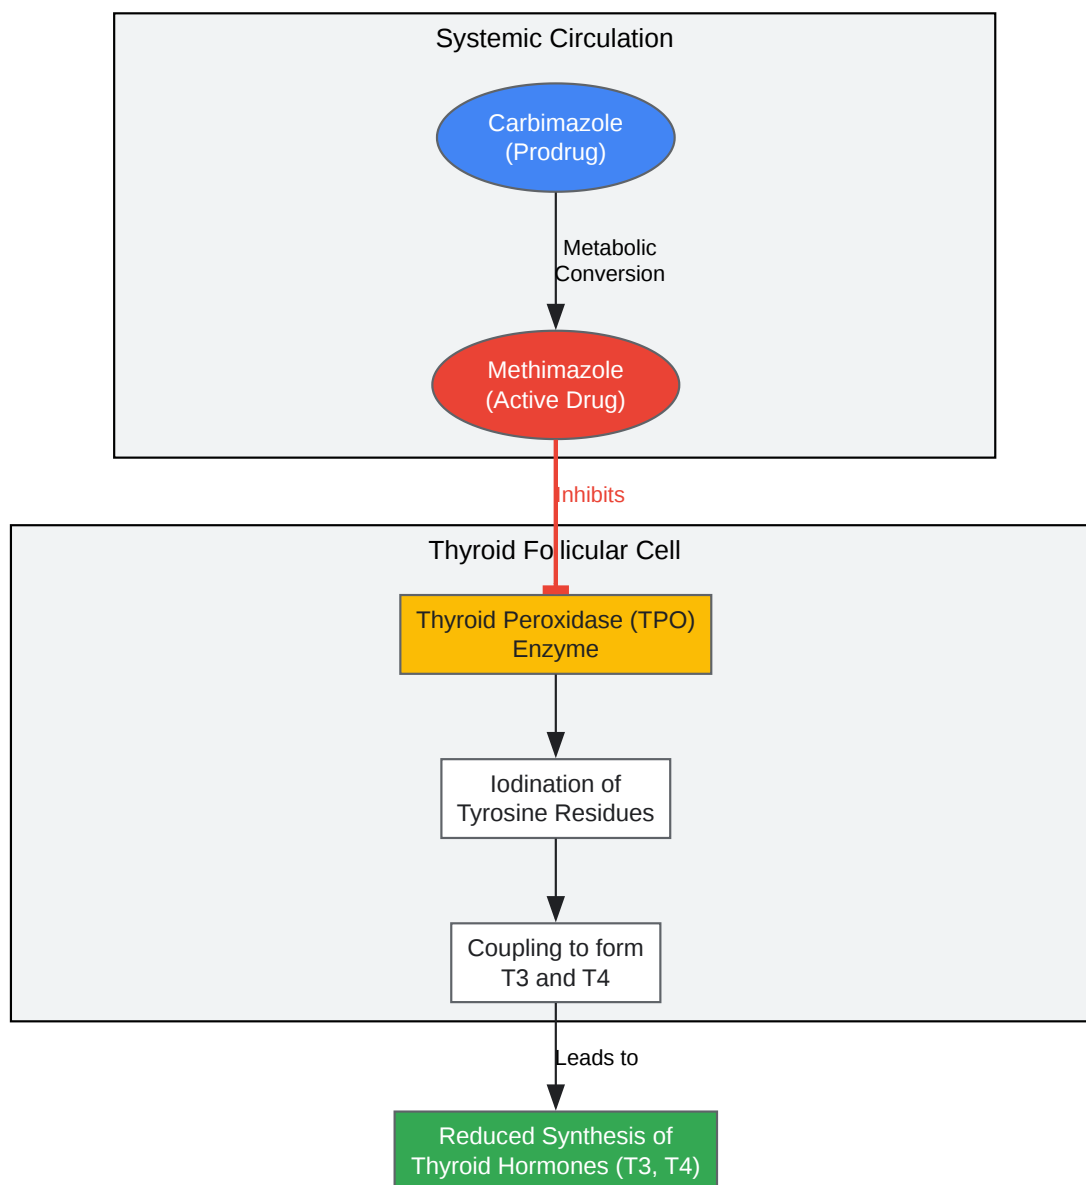 Systemic Circulation
Carbimazole
(Prodrug)
Metabolic
Conversion
Methimazole
(Active Drug)
Inhibits
Thyroid Follicular Cell
Thyroid Peroxidase (TPO)
Enzyme
Iodination of
Tyrosine Residues
Coupling to form
T3 and T4
Leads to
Reduced Synthesis of
Thyroid Hormones (T3, T4)